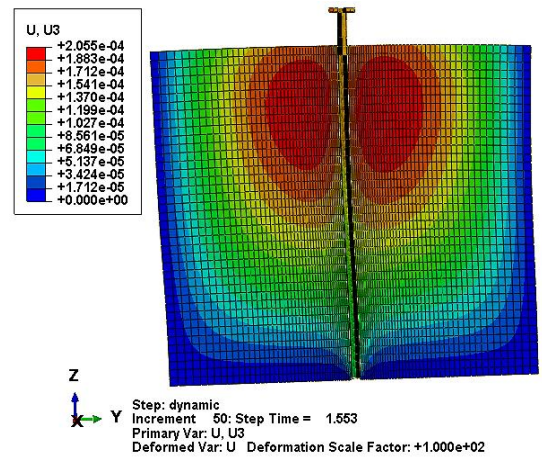 U, U3
+2.055e-04
+1.883e-04
+1.712e-04
+1.541e-04
+1.370e-04
+1.199e-04
+1.027e-04
+8.561e-05
+6.849e-05
+5.137e-05
+3.424e-05
+1.712e-05
+0.000e+00
Z
Y
X
Step: dynamic
Increment 50: Step Time = 1.553
Primary Var: U, U3
Deformed Var: U Deformation Scale Factor: +1.000e+02